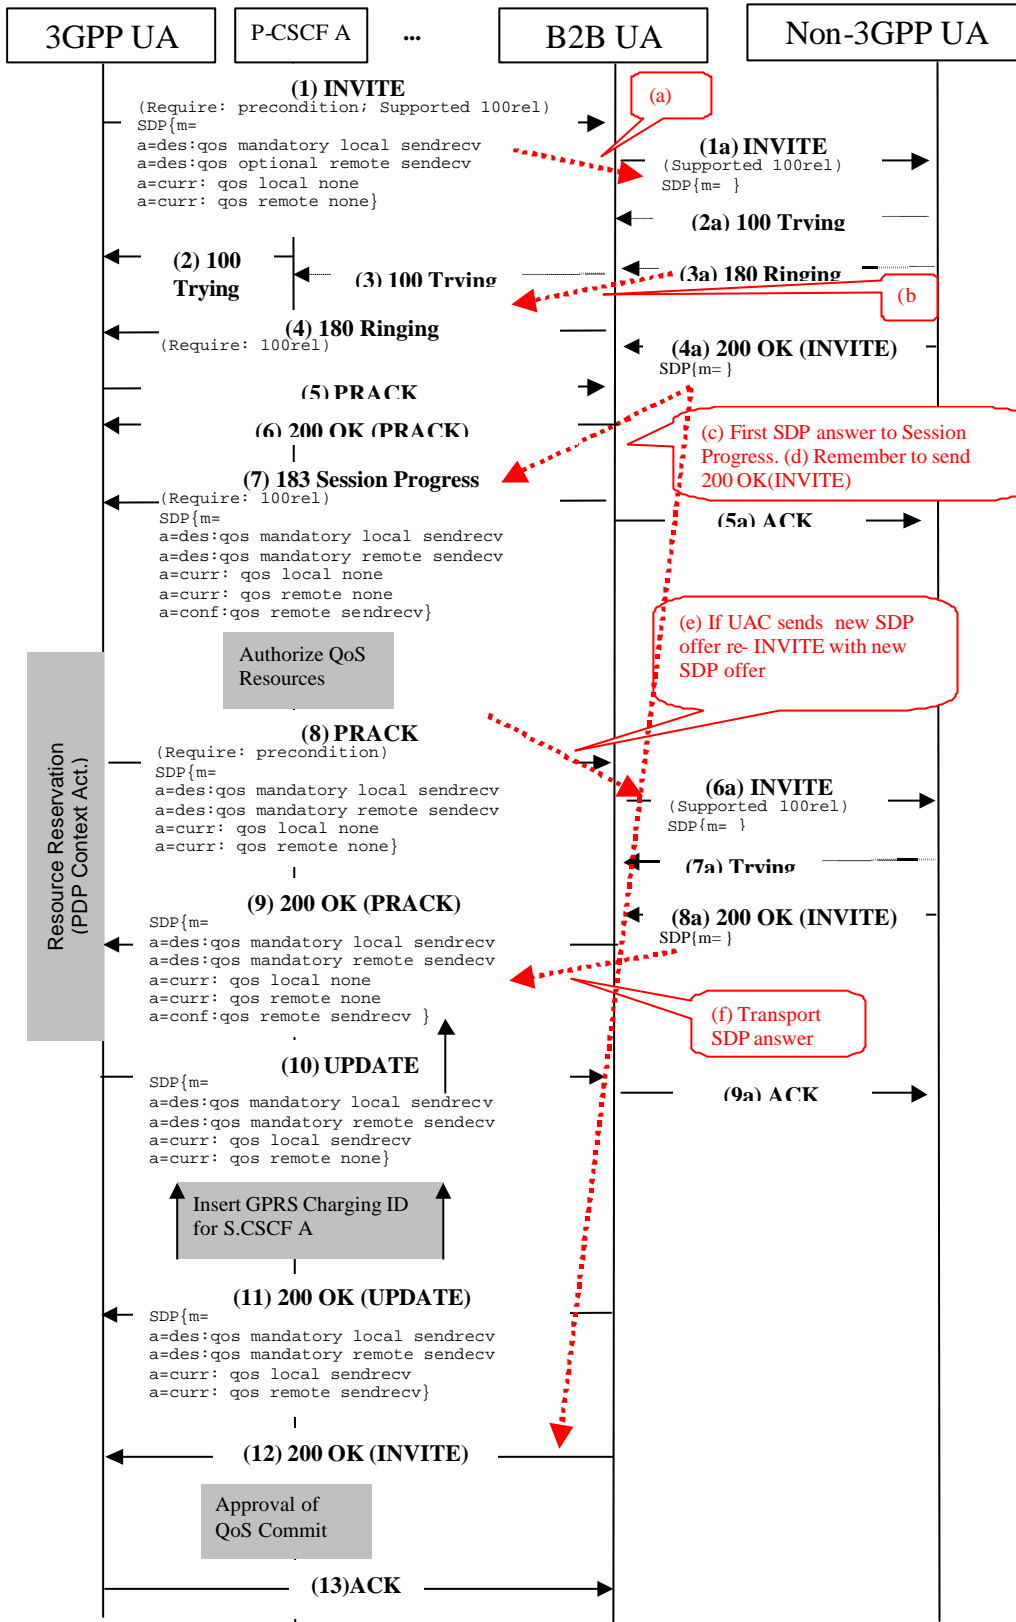 3GPP UA
P-CSCF A
...
B2B UA
Non-3GPP UA
(1) INVITE
(Require: precondition; Supported 100rel)
SDP{m=
a=des:qos mandatory local sendrecv
a=des:qos optional remote sendecv
a=curr: qos local none
a=curr: qos remote none}
(a)
(1a) INVITE
(Supported 100rel)
SDP{m= }
(2a) 100 Trying
(2) 100
Trying
(3) 100 Trying
(3a) 180 Ringing
(b
(4) 180 Ringing
(Require: 100rel)
(4a) 200 OK (INVITE)
SDP{m= }
(5) PRACK
(6) 200 OK (PRACK)
(c) First SDP answer to Session
Progress. (d) Remember to send
200 OK(INVITE)
(7) 183 Session Progress
(Require: 100rel)
SDP{m=
a=des:qos mandatory local sendrecv
a=des:qos mandatory remote sendecv
a=curr: qos local none
a=curr: qos remote none
a=conf:qos remote sendrecv}
(5a) ACK
(e) If UAC sends new SDP
offer re- INVITE with new
SDP offer
Authorize QoS
Resources
Resource Reservation
(PDP Context Act.)
(8) PRACK
(Require: precondition)
SDP{m=
a=des:qos mandatory local sendrecv
a=des:qos mandatory remote sendecv
a=curr: qos local none
a=curr: qos remote none}
(6a) INVITE
(Supported 100rel)
SDP{m= }
(7a) Trying
(9) 200 OK (PRACK)
SDP{m=
a=des:qos mandatory local sendrecv
a=des:qos mandatory remote sendecv
a=curr: qos local none
a=curr: qos remote none
a=conf:qos remote sendrecv }
(8a) 200 OK (INVITE)
SDP{m= }
(f) Transport
SDP answer
(10) UPDATE
SDP{m=
a=des:qos mandatory local sendrecv
a=des:qos mandatory remote sendecv
a=curr: qos local sendrecv
a=curr: qos remote none}
(9a) ACK
Insert GPRS Charging ID
for S.CSCF A
(11) 200 OK (UPDATE)
SDP{m=
a=des:qos mandatory local sendrecv
a=des:qos mandatory remote sendecv
a=curr: qos local sendrecv
a=curr: qos remote sendrecv}
(12) 200 OK (INVITE)
Approval of
QoS Commit
(13)ACK